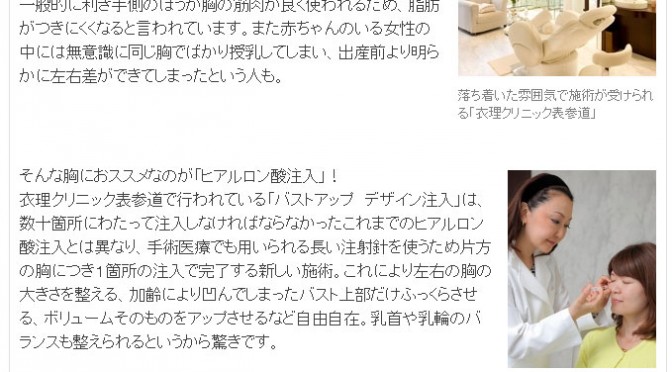 一般的に利き手側のほうが胸の筋肉が良く使われるため、脂肪
がつきにくくなると言われています。また赤ちゃんのいる女性の
中には無意識に同じ胸でばかり授乳してしまい、出産前より明ら
かに左右差ができてしまったという人も。
落ち着いた雰囲気で施術が受けられ
る「衣理クリニック表参道」
そんな胸におススメなのが「ヒアルロン酸注入」！
衣理クリニック表参道で行われている「バストアップ デザイン注入」は、
数十箇所にわたって注入しなければならなかったこれまでのヒアルロン
酸注入とは異なり、手術医療でも用いられる長い注射針を使うため片方
の胸につき1箇所の注入で完了する新しい施術。これにより左右の胸の
大きさを整える、加齢により凹んでしまったバスト上部だけふっくらさせ
る、ボリュームそのものをアップさせるなど自由自在。乳首や乳輪のバ
ランスも整えられるというから驚きです。